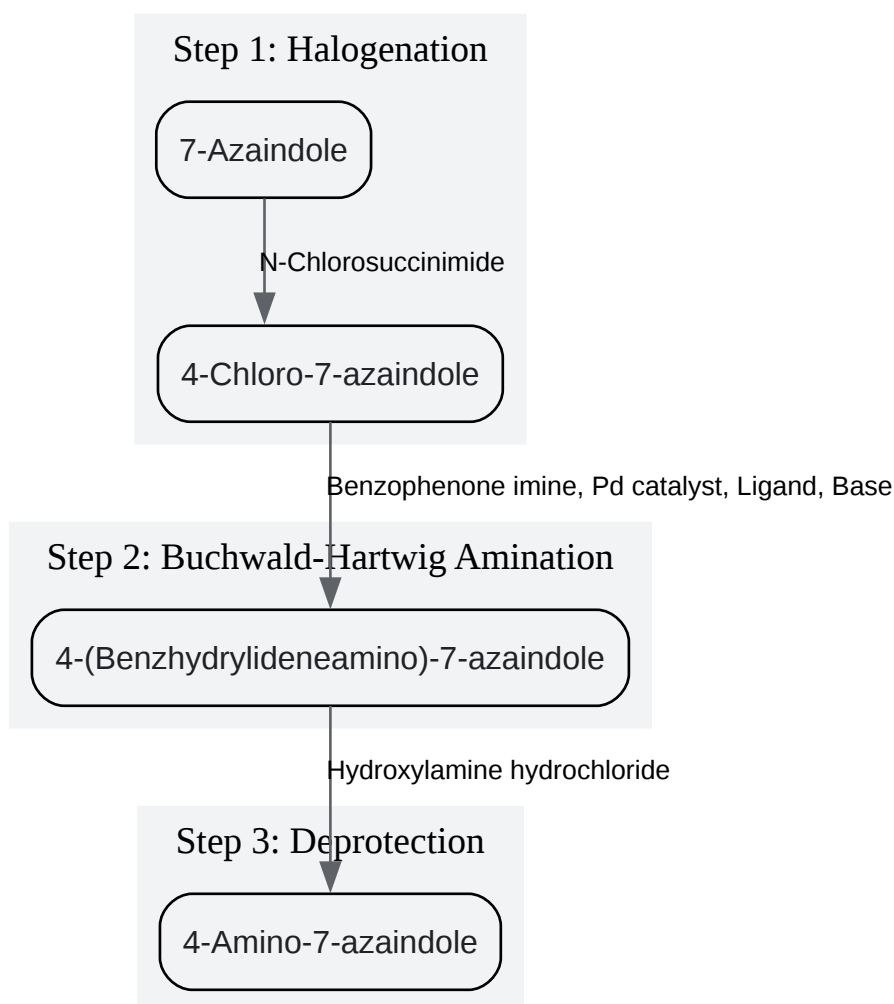 Step 1: Halogenation
7-Azaindole
N-Chlorosuccinimide
4-Chloro-7-azaindole
Benzophenone imine, Pd catalyst, Ligand, Base
Step 2: Buchwald-Hartwig Amination
4-(Benzhydrylideneamino)-7-azaindole
Hydroxylamine hydrochloride
Step 3: Deprotection
4-Amino-7-azaindole